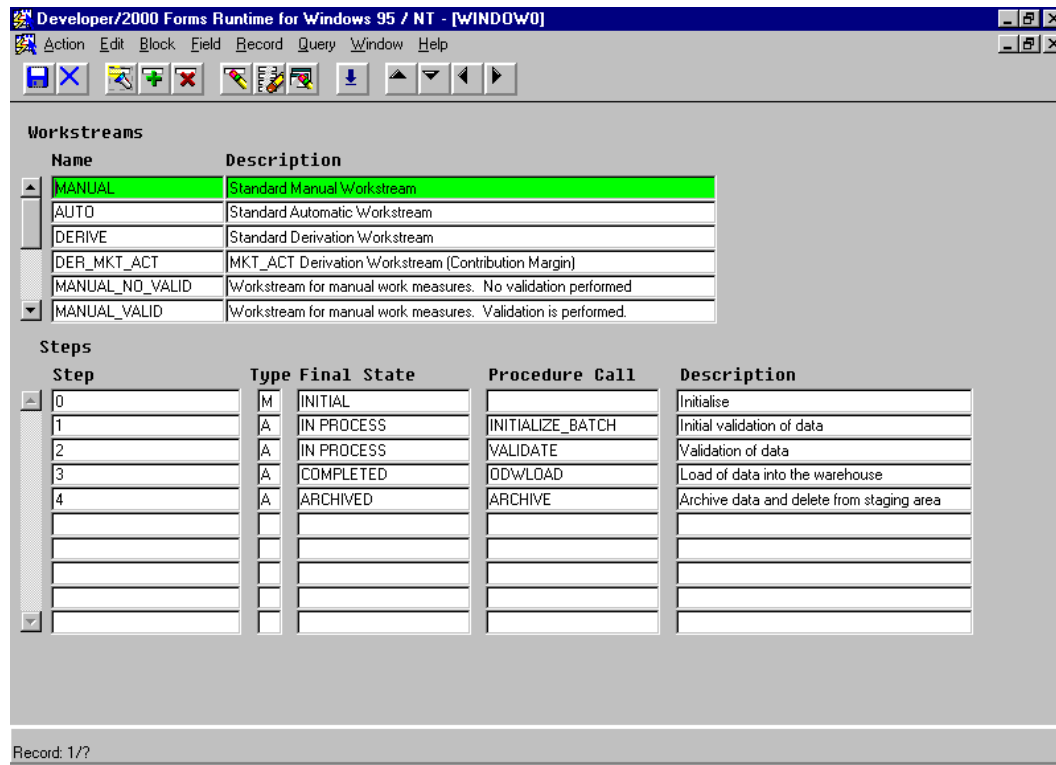 Developer/2000 Forms Runtime for Windows 95 / NT - [WINDOW0]
Action Edit Block Field Record Query Window Help
Workstreams
Name Description
MANUAL Standard Manual Workstream
AUTO Standard Automatic Workstream
DERIVE Standard Derivation Workstream
DER_MKT_ACT MKT_ACT Derivation Workstream (Contribution Margin)
MANUAL_NO_VALID Workstream for manual work measures. No validation performed
MANUAL_VALID Workstream for manual work measures. Validation is performed.
Steps
Step Type Final State Procedure Call Description
0 M INITIAL Initialise
1 A IN PROCESS INITIALIZE_BATCH Initial validation of data
2 A IN PROCESS VALIDATE Validation of data
3 A COMPLETED ODWLOAD Load of data into the warehouse
4 A ARCHIVED ARCHIVE Archive data and delete from staging area
Record: 1/?